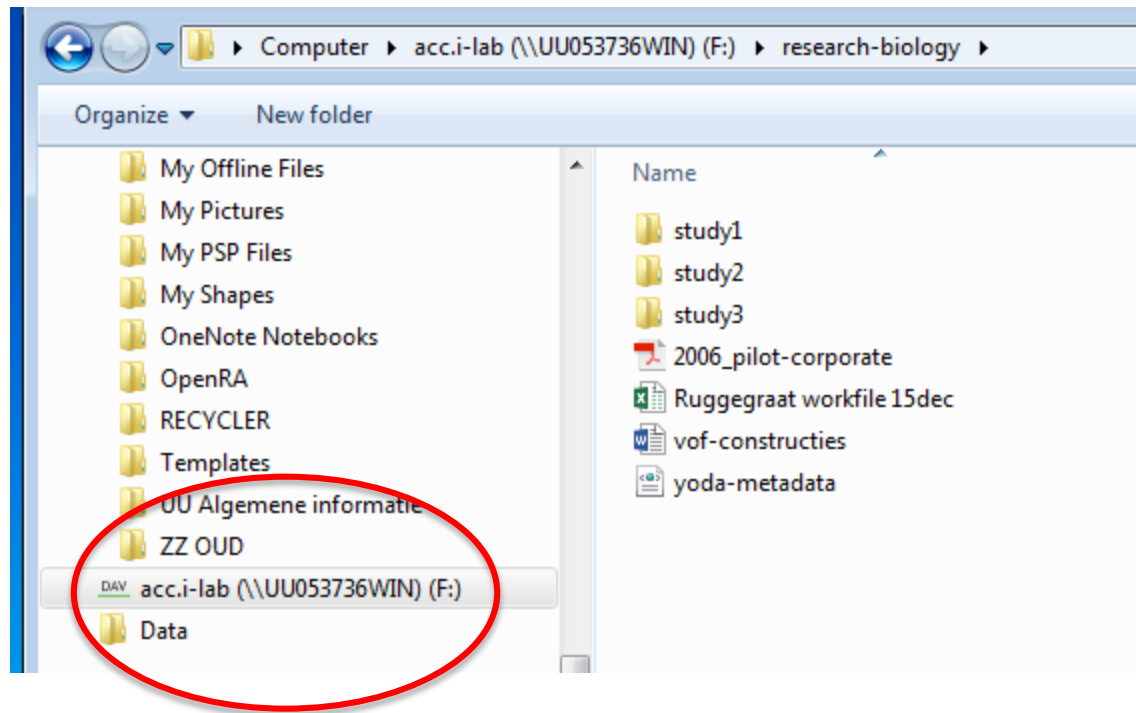 Computer ▸ acc.i-lab (\\UU053736WIN) (F:) ▸ research-biology ▸
Organize New folder
My Offline Files
My Pictures
My PSP Files
My Shapes
OneNote Notebooks
OpenRA
RECYCLER
Templates
UU Algemene informatie
ZZ OUD
DAV acc.i-lab (\\UU053736WIN) (F:)
Data
Name
study1
study2
study3
2006_pilot-corporate
Ruggegraat workfile 15dec
vof-constructies
yoda-metadata